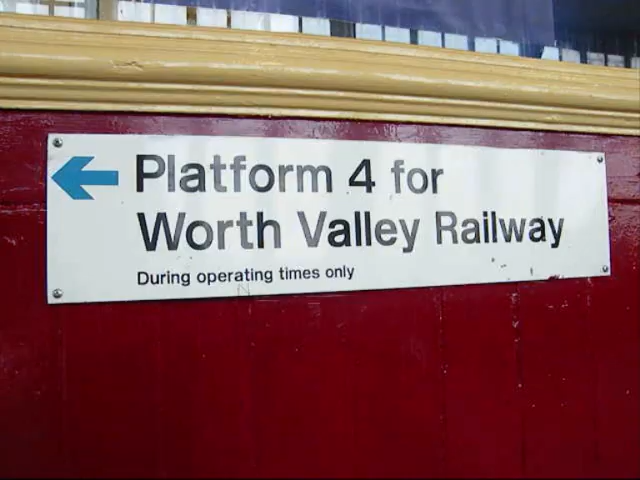 Platform 4 for
Worth Valley Railway
During operating times only